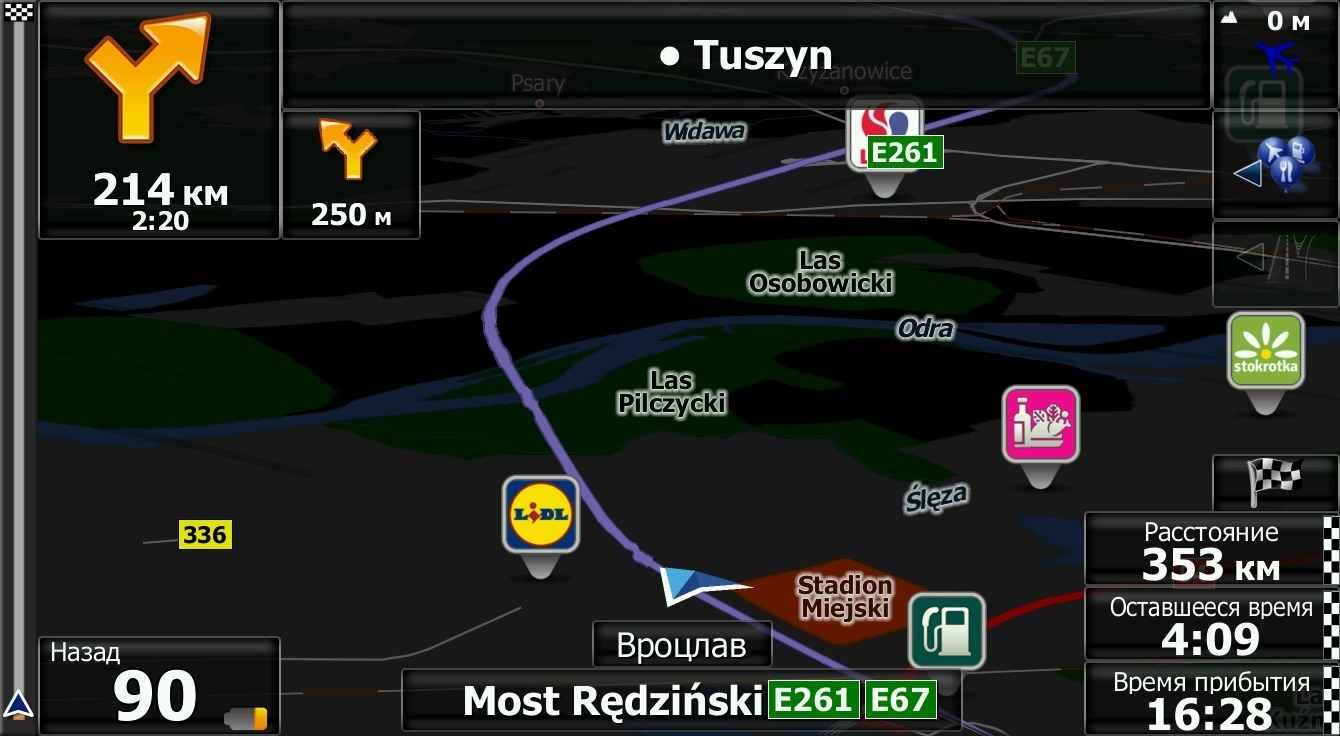 • Tuszyn
0 м
E67
Psary
Krzyżanowice
214 км
2:20
250 м
Widawa
E261
Las
Osobowicki
Odra
stokrotka
Las
Pilczycki
Ślęza
LiDL
336
Расстояние
353 км
Stadion
Miejski
Оставшееся время
4:09
Вроцлав
Назад
90
Most Rędziński E261 E67
Время прибытия
16:28